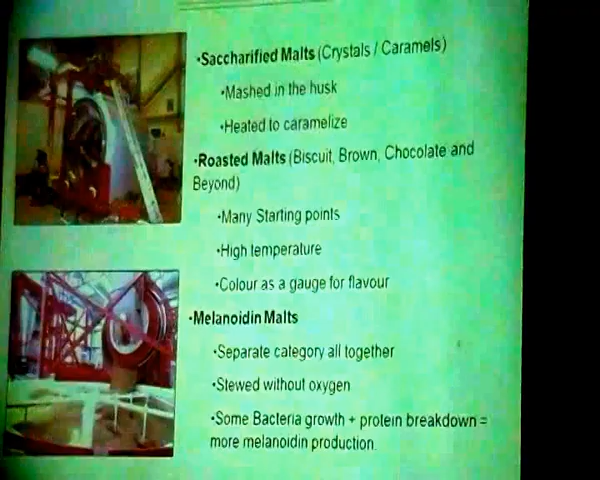 •Saccharified Malts (Crystals / Caramels)
•Mashed in the husk
•Heated to caramelize
•Roasted Malts (Biscuit, Brown, Chocolate and
Beyond)
•Many Starting points
•High temperature
•Colour as a gauge for flavour
•Melanoidin Malts
•Separate category all together
•Stewed without oxygen
•Some Bacteria growth + protein breakdown =
more melanoidin production.